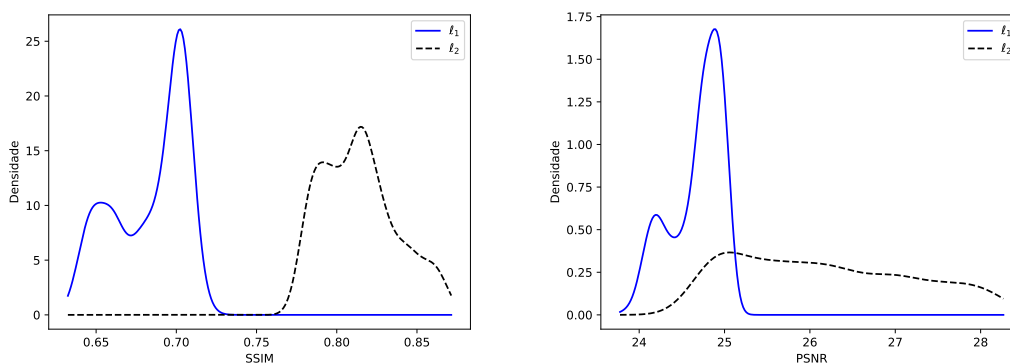 25
20
15
10
5
0
Densidade
0.65 0.70 0.75 0.80 0.85
SSIM
ℓ₁
ℓ₂
1.75
1.50
1.25
1.00
0.75
0.50
0.25
0.00
Densidade
24 25 26 27 28
PSNR
ℓ₁
ℓ₂